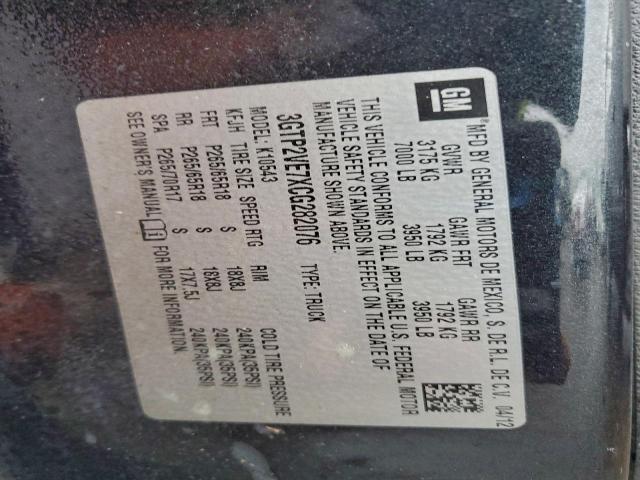 GM
MFD BY GENERAL MOTORS DE MEXICO, S. DE R.L. DE C.V. 04/12
GVWR GAWR FRT GAWR RR
3175 KG 1792 KG 1792 KG
7000 LB 3950 LB 3950 LB
THIS VEHICLE CONFORMS TO ALL APPLICABLE U.S. FEDERAL MOTOR
VEHICLE SAFETY STANDARDS IN EFFECT ON THE DATE OF
MANUFACTURE SHOWN ABOVE.
3GTP2VE7XCG282076 TYPE: TRUCK
MODEL: K10543
KFJH TIRE SIZE SPEED RTG RIM COLD TIRE PRESSURE
FRT P265/65R18 S 18X8J 240KPA(35PSI)
RR P265/65R18 S 18X8J 240KPA(35PSI)
SPA P265/70R17 S 17X7.5J 240KPA(35PSI)
SEE OWNER'S MANUAL FOR MORE INFORMATION.